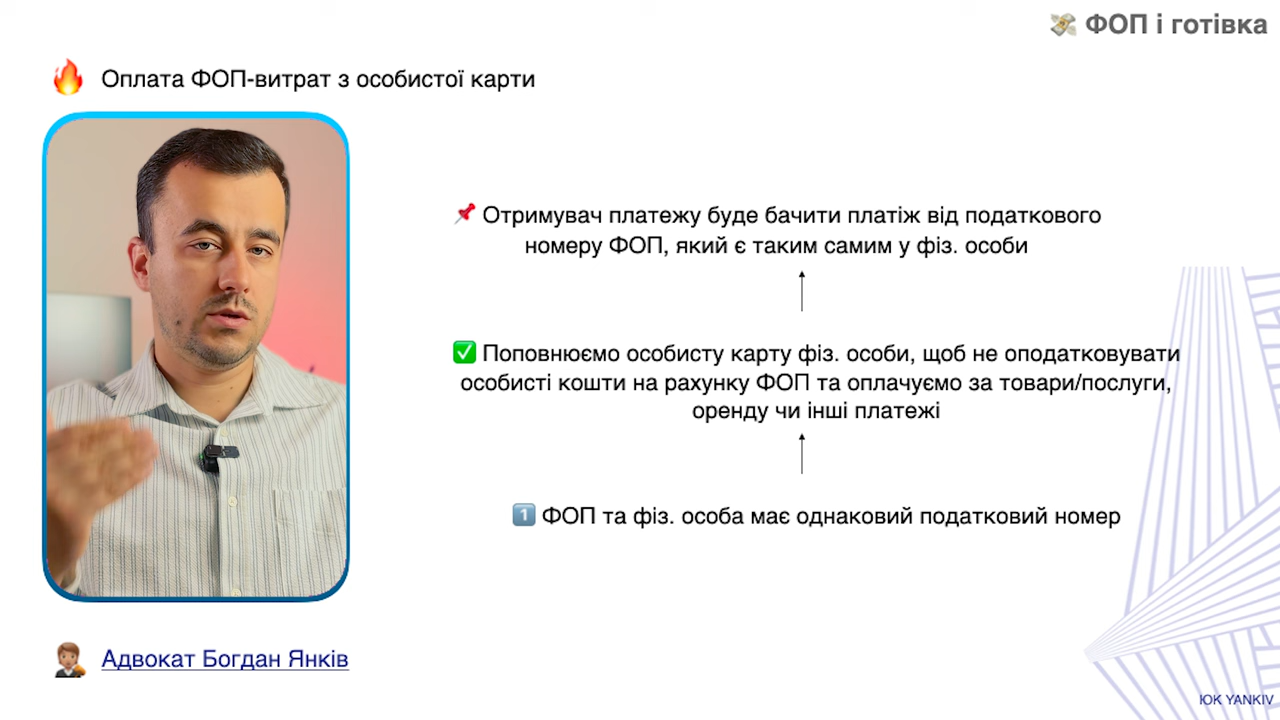 💸 ФОП і готівка
🔥 Оплата ФОП-витрат з особистої карти
📌 Отримувач платежу буде бачити платіж від податкового
номеру ФОП, який є таким самим у фіз. особи
✅ Поповнюємо особисту карту фіз. особи, щоб не оподатковувати
особисті кошти на рахунку ФОП та оплачуємо за товари/послуги,
оренду чи інші платежі
1️⃣ ФОП та фіз. особа має однаковий податковий номер
Адвокат Богдан Янків
ЮК YANKIV